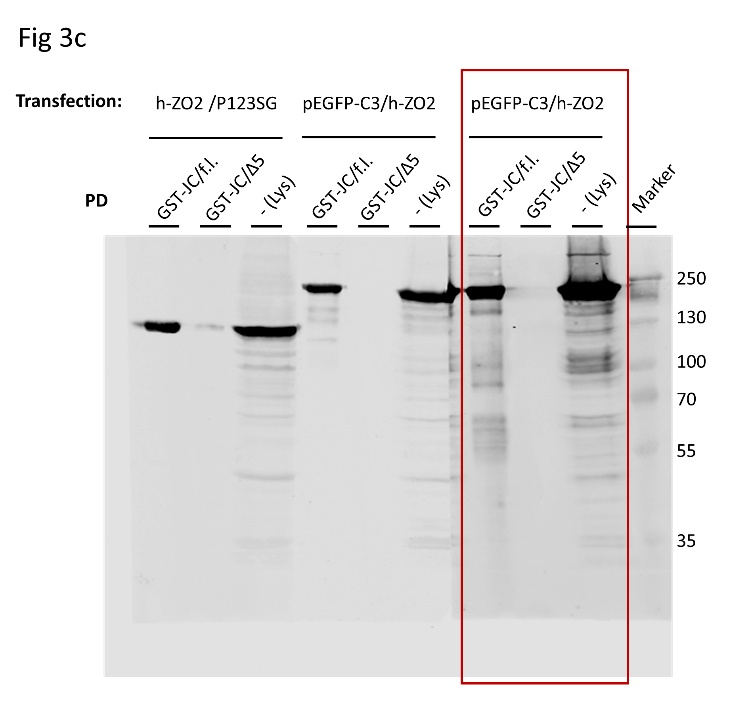 Fig 3c
Transfection: h-ZO2 /P123SG pEGFP-C3/h-ZO2 pEGFP-C3/h-ZO2
PD GST-JC/f.l. GST-JC/Δ5 - (Lys) GST-JC/f.l. GST-JC/Δ5 - (Lys) GST-JC/f.l. GST-JC/Δ5 - (Lys) Marker
250
130
100
70
55
35